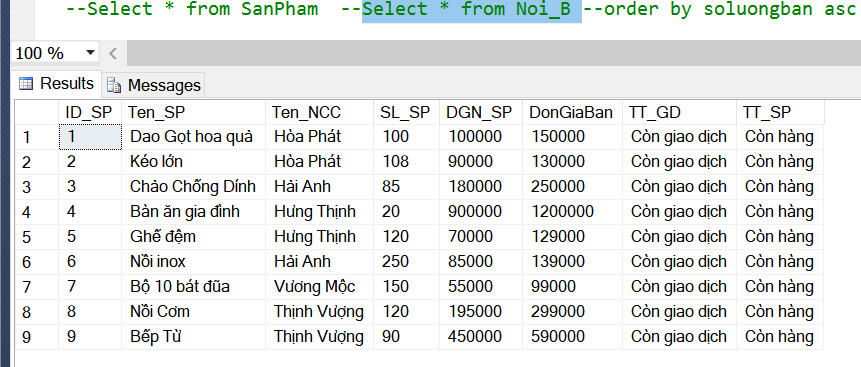 --Select * from SanPham --Select * from Noi_B --order by soluongban asc
100 %
Results Messages
ID_SP Ten_SP Ten_NCC SL_SP DGN_SP DonGiaBan TT_GD TT_SP
1 1 Dao Gọt hoa quả Hòa Phát 100 100000 150000 Còn giao dịch Còn hàng
2 2 Kéo lớn Hòa Phát 108 90000 130000 Còn giao dịch Còn hàng
3 3 Chảo Chống Dính Hải Anh 85 180000 250000 Còn giao dịch Còn hàng
4 4 Bàn ăn gia đình Hưng Thịnh 20 900000 1200000 Còn giao dịch Còn hàng
5 5 Ghế đệm Hưng Thịnh 120 70000 129000 Còn giao dịch Còn hàng
6 6 Nồi inox Hải Anh 250 85000 139000 Còn giao dịch Còn hàng
7 7 Bộ 10 bát đũa Vương Mộc 150 55000 99000 Còn giao dịch Còn hàng
8 8 Nồi Cơm Thịnh Vượng 120 195000 299000 Còn giao dịch Còn hàng
9 9 Bếp Từ Thịnh Vượng 90 450000 590000 Còn giao dịch Còn hàng